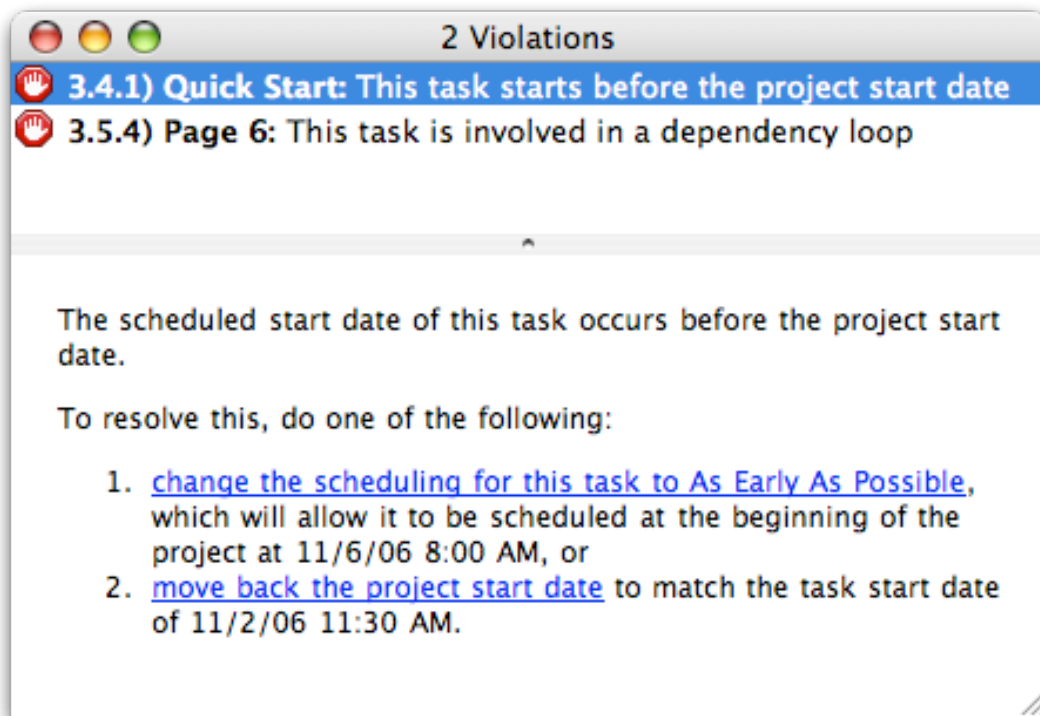 2 Violations
3.4.1) Quick Start: This task starts before the project start date
3.5.4) Page 6: This task is involved in a dependency loop
The scheduled start date of this task occurs before the project start
date.
To resolve this, do one of the following:
1. change the scheduling for this task to As Early As Possible,
which will allow it to be scheduled at the beginning of the
project at 11/6/06 8:00 AM, or
2. move back the project start date to match the task start date
of 11/2/06 11:30 AM.